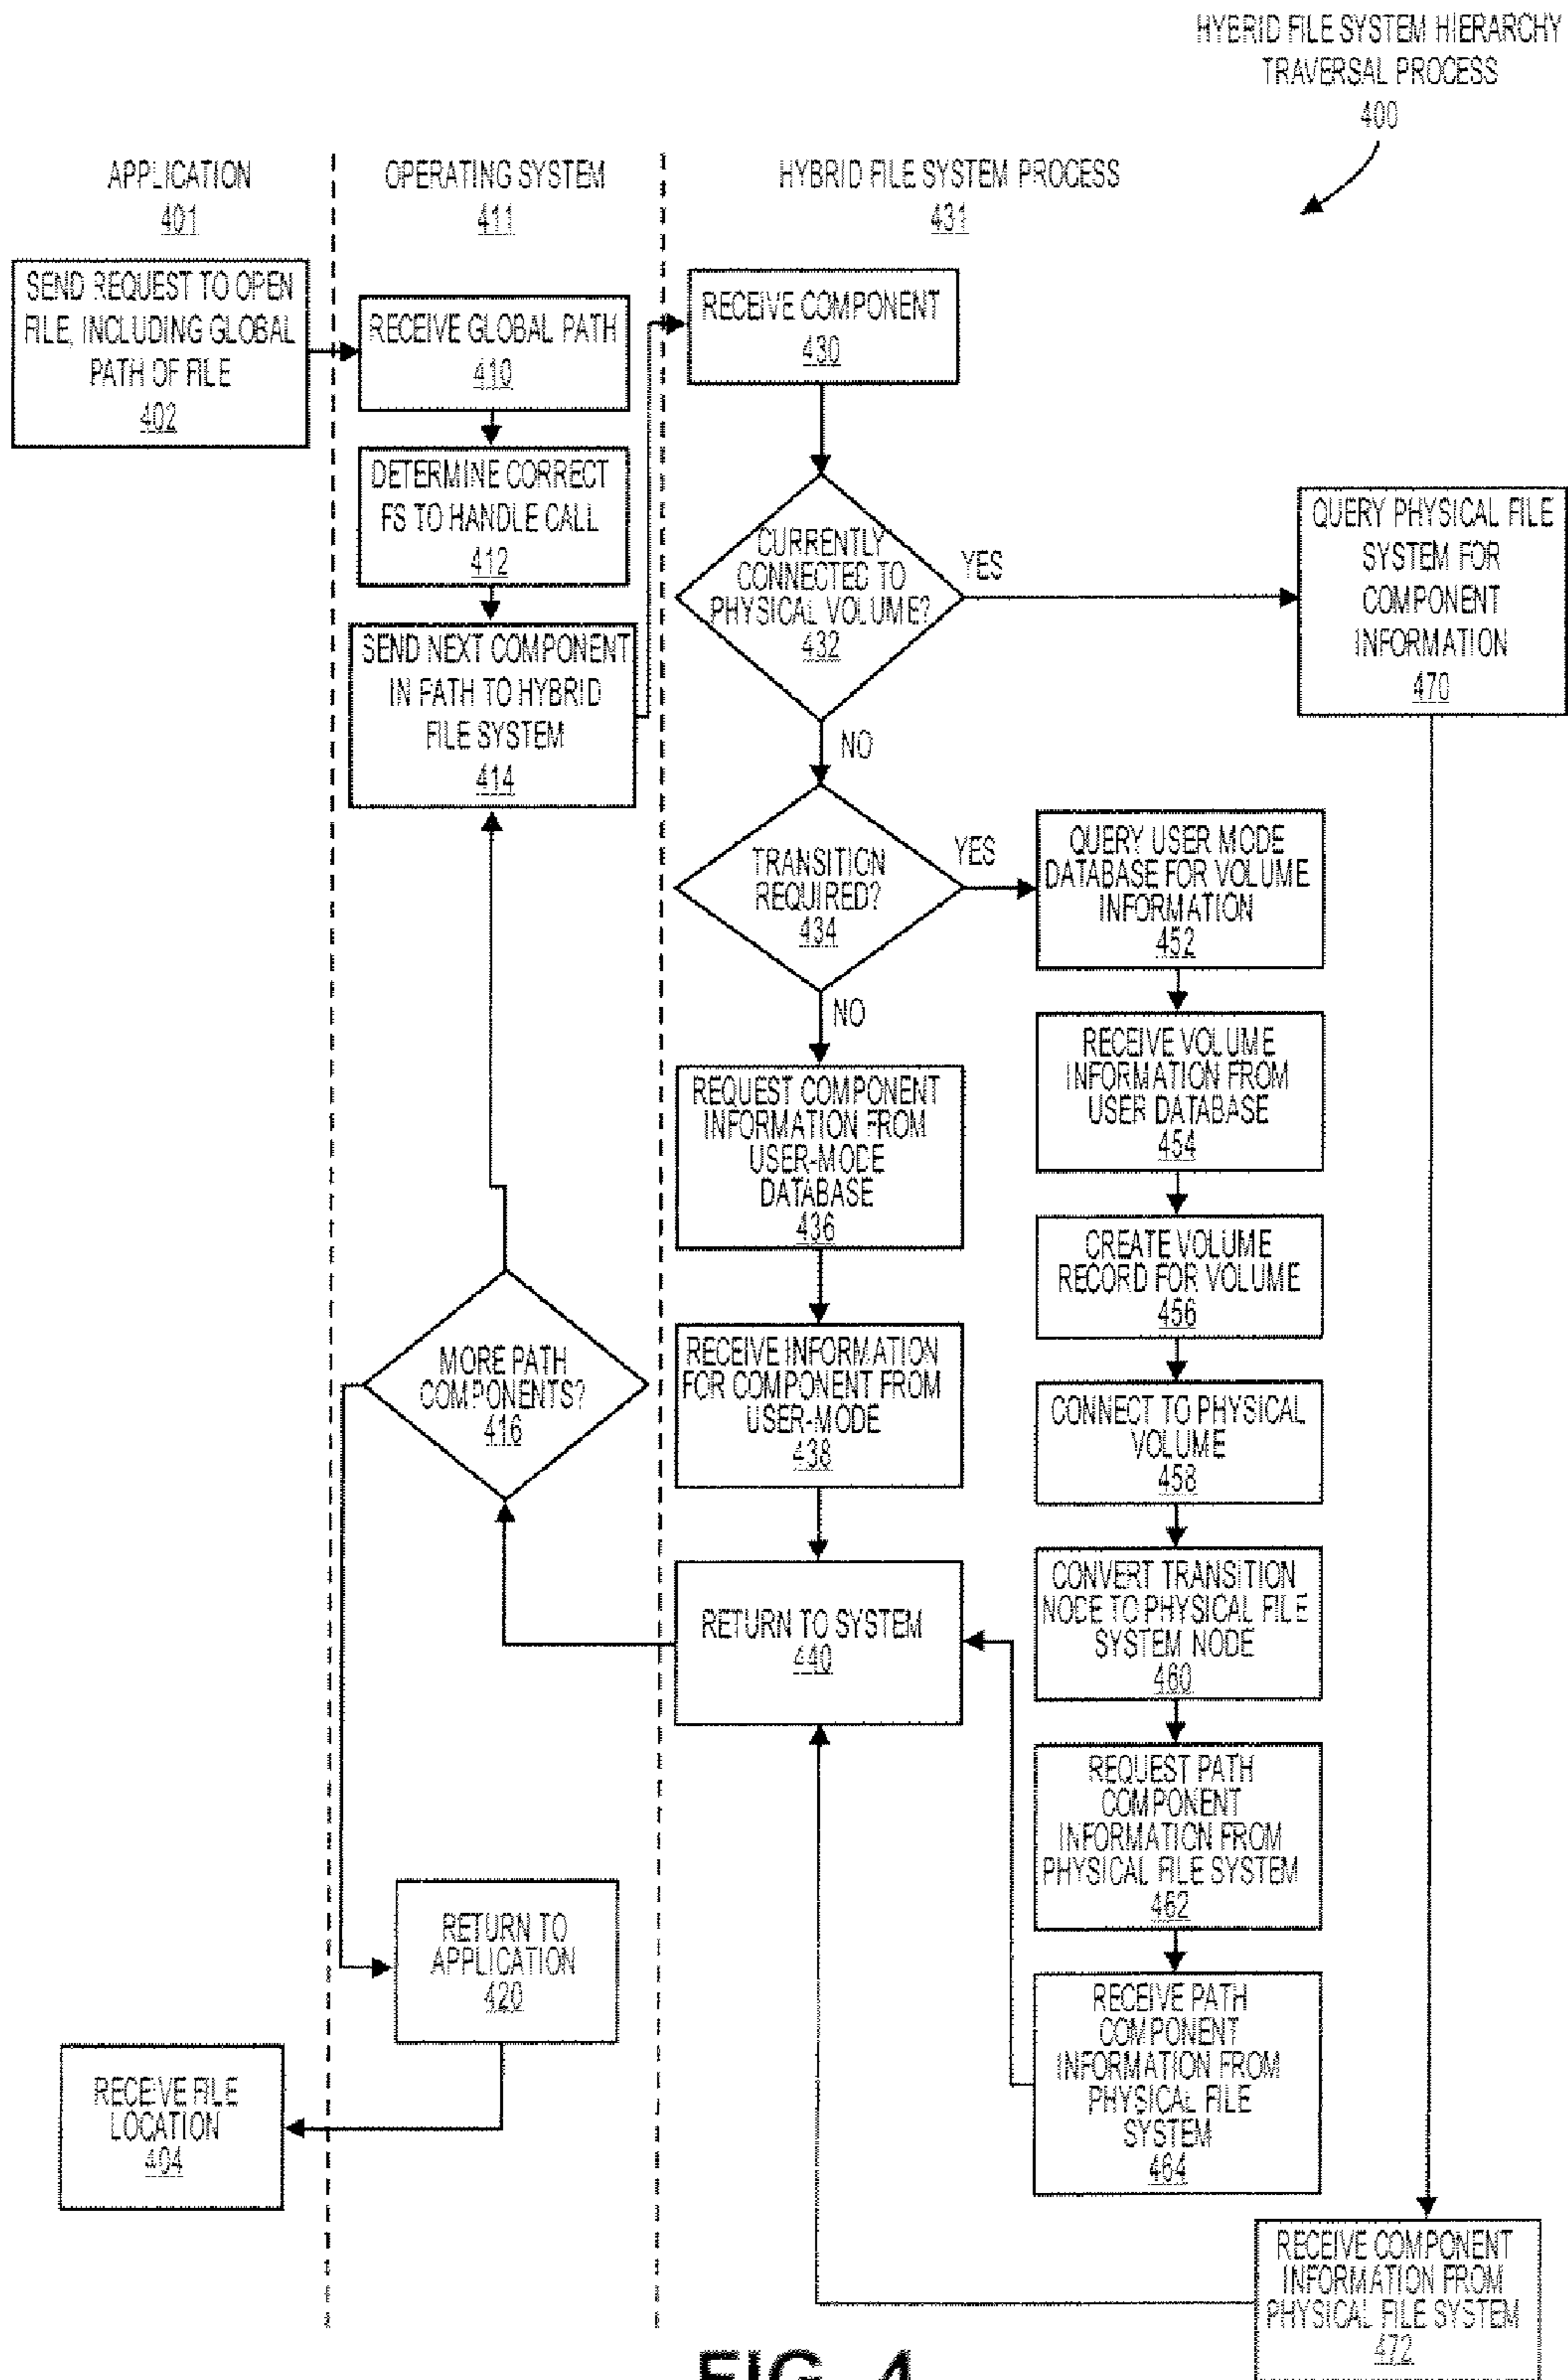 HYBRID FILE SYSTEM HIERARCHY
TRAVERSAL PROCESS
400
APPLICATION
401
OPERATING SYSTEM
411
HYBRID FILE SYSTEM PROCESS
431
SEND REQUEST TO OPEN
FILE, INCLUDING GLOBAL
PATH OF FILE
402
RECEIVE GLOBAL PATH
410
DETERMINE CORRECT
FS TO HANDLE CALL
412
SEND NEXT COMPONENT
IN PATH TO HYBRID
FILE SYSTEM
414
RECEIVE COMPONENT
430
CURRENTLY
CONNECTED TO
PHYSICAL VOLUME?
432
YES
QUERY PHYSICAL FILE
SYSTEM FOR
COMPONENT
INFORMATION
470
NO
TRANSITION
REQUIRED?
434
YES
QUERY USER MODE
DATABASE FOR VOLUME
INFORMATION
452
NO
RECEIVE VOLUME
INFORMATION FROM
USER DATABASE
454
REQUEST COMPONENT
INFORMATION FROM
USER-MODE
DATABASE
436
CREATE VOLUME
RECORD FOR VOLUME
456
MORE PATH
COMPONENTS?
416
RECEIVE INFORMATION
FOR COMPONENT FROM
USER-MODE
438
CONNECT TO PHYSICAL
VOLUME
458
RETURN TO SYSTEM
440
CONVERT TRANSITION
NODE TO PHYSICAL FILE
SYSTEM NODE
460
REQUEST PATH
COMPONENT
INFORMATION FROM
PHYSICAL FILE SYSTEM
462
RETURN TO
APPLICATION
420
RECEIVE PATH
COMPONENT
INFORMATION FROM
PHYSICAL FILE
SYSTEM
464
RECEIVE FILE
LOCATION
404
RECEIVE COMPONENT
INFORMATION FROM
PHYSICAL FILE SYSTEM
472
FIG. 4